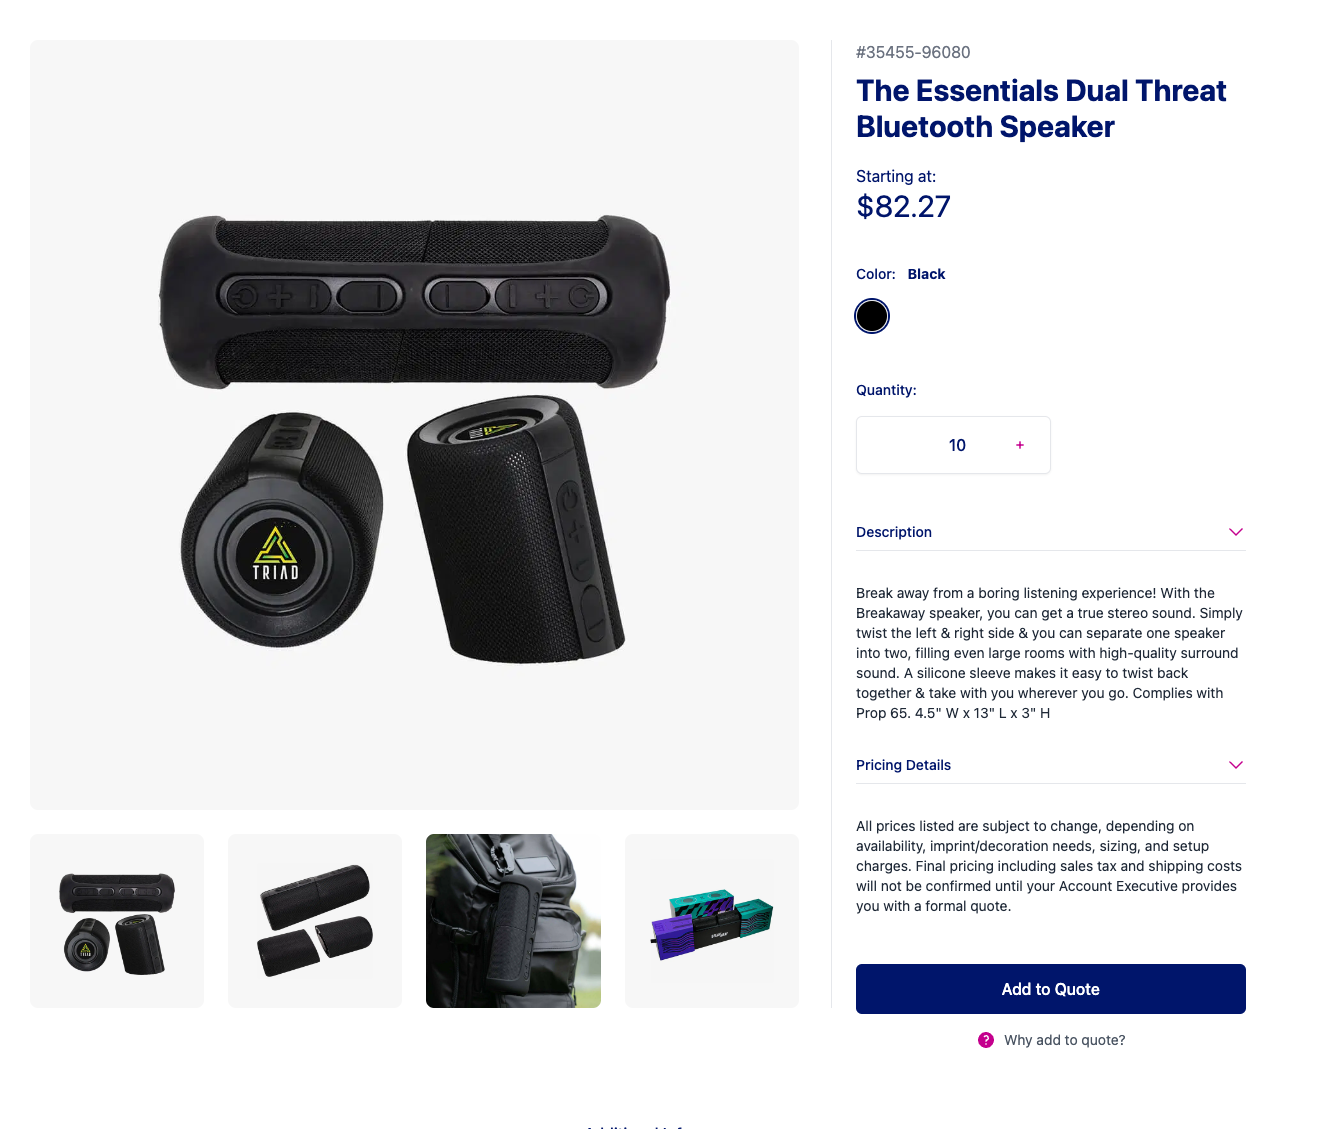 #35455-96080
The Essentials Dual Threat
Bluetooth Speaker
Starting at:
$82.27
Color: Black
Quantity:
10 +
Description
Break away from a boring listening experience! With the
Breakaway speaker, you can get a true stereo sound. Simply
twist the left & right side & you can separate one speaker
into two, filling even large rooms with high-quality surround
sound. A silicone sleeve makes it easy to twist back
together & take with you wherever you go. Complies with
Prop 65. 4.5" W x 13" L x 3" H
Pricing Details
All prices listed are subject to change, depending on
availability, imprint/decoration needs, sizing, and setup
charges. Final pricing including sales tax and shipping costs
will not be confirmed until your Account Executive provides
you with a formal quote.
Add to Quote
? Why add to quote?
TRIAD
TRIAD